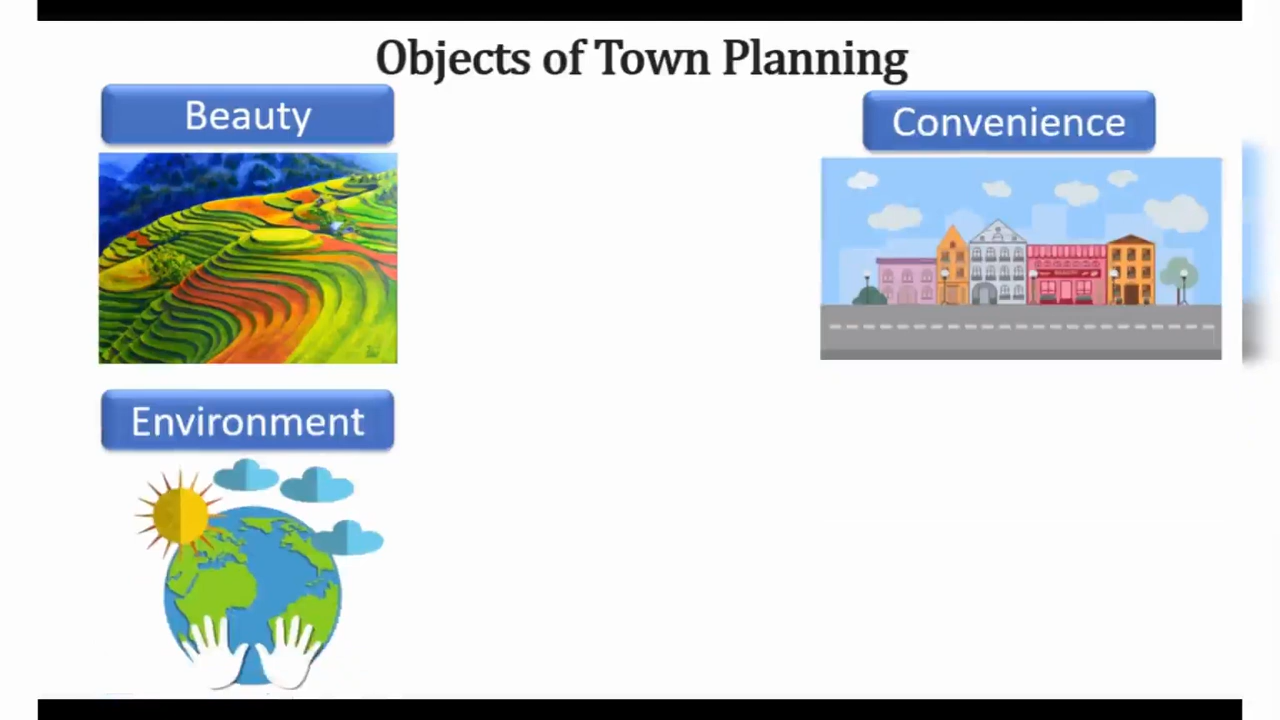 Objects of Town Planning
Beauty
Convenience
Environment